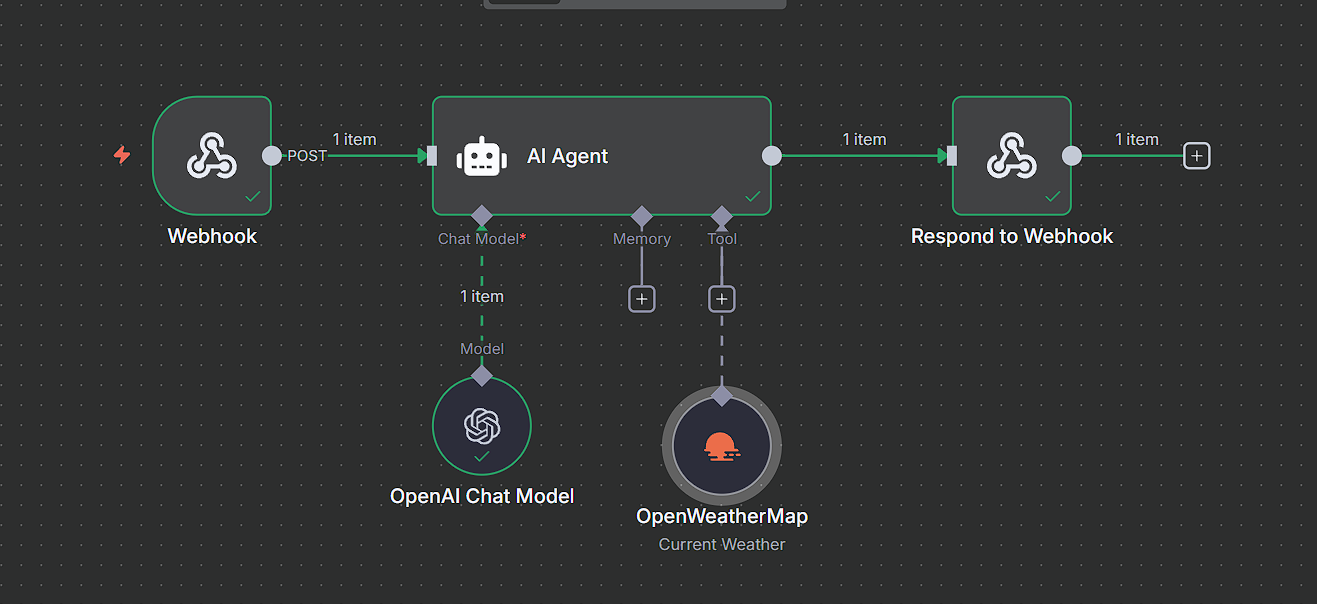 1 item
POST
AI Agent
1 item
1 item
Webhook
Chat Model*
Memory
Tool
Respond to Webhook
1 item
Model
OpenAI Chat Model
OpenWeatherMap
Current Weather